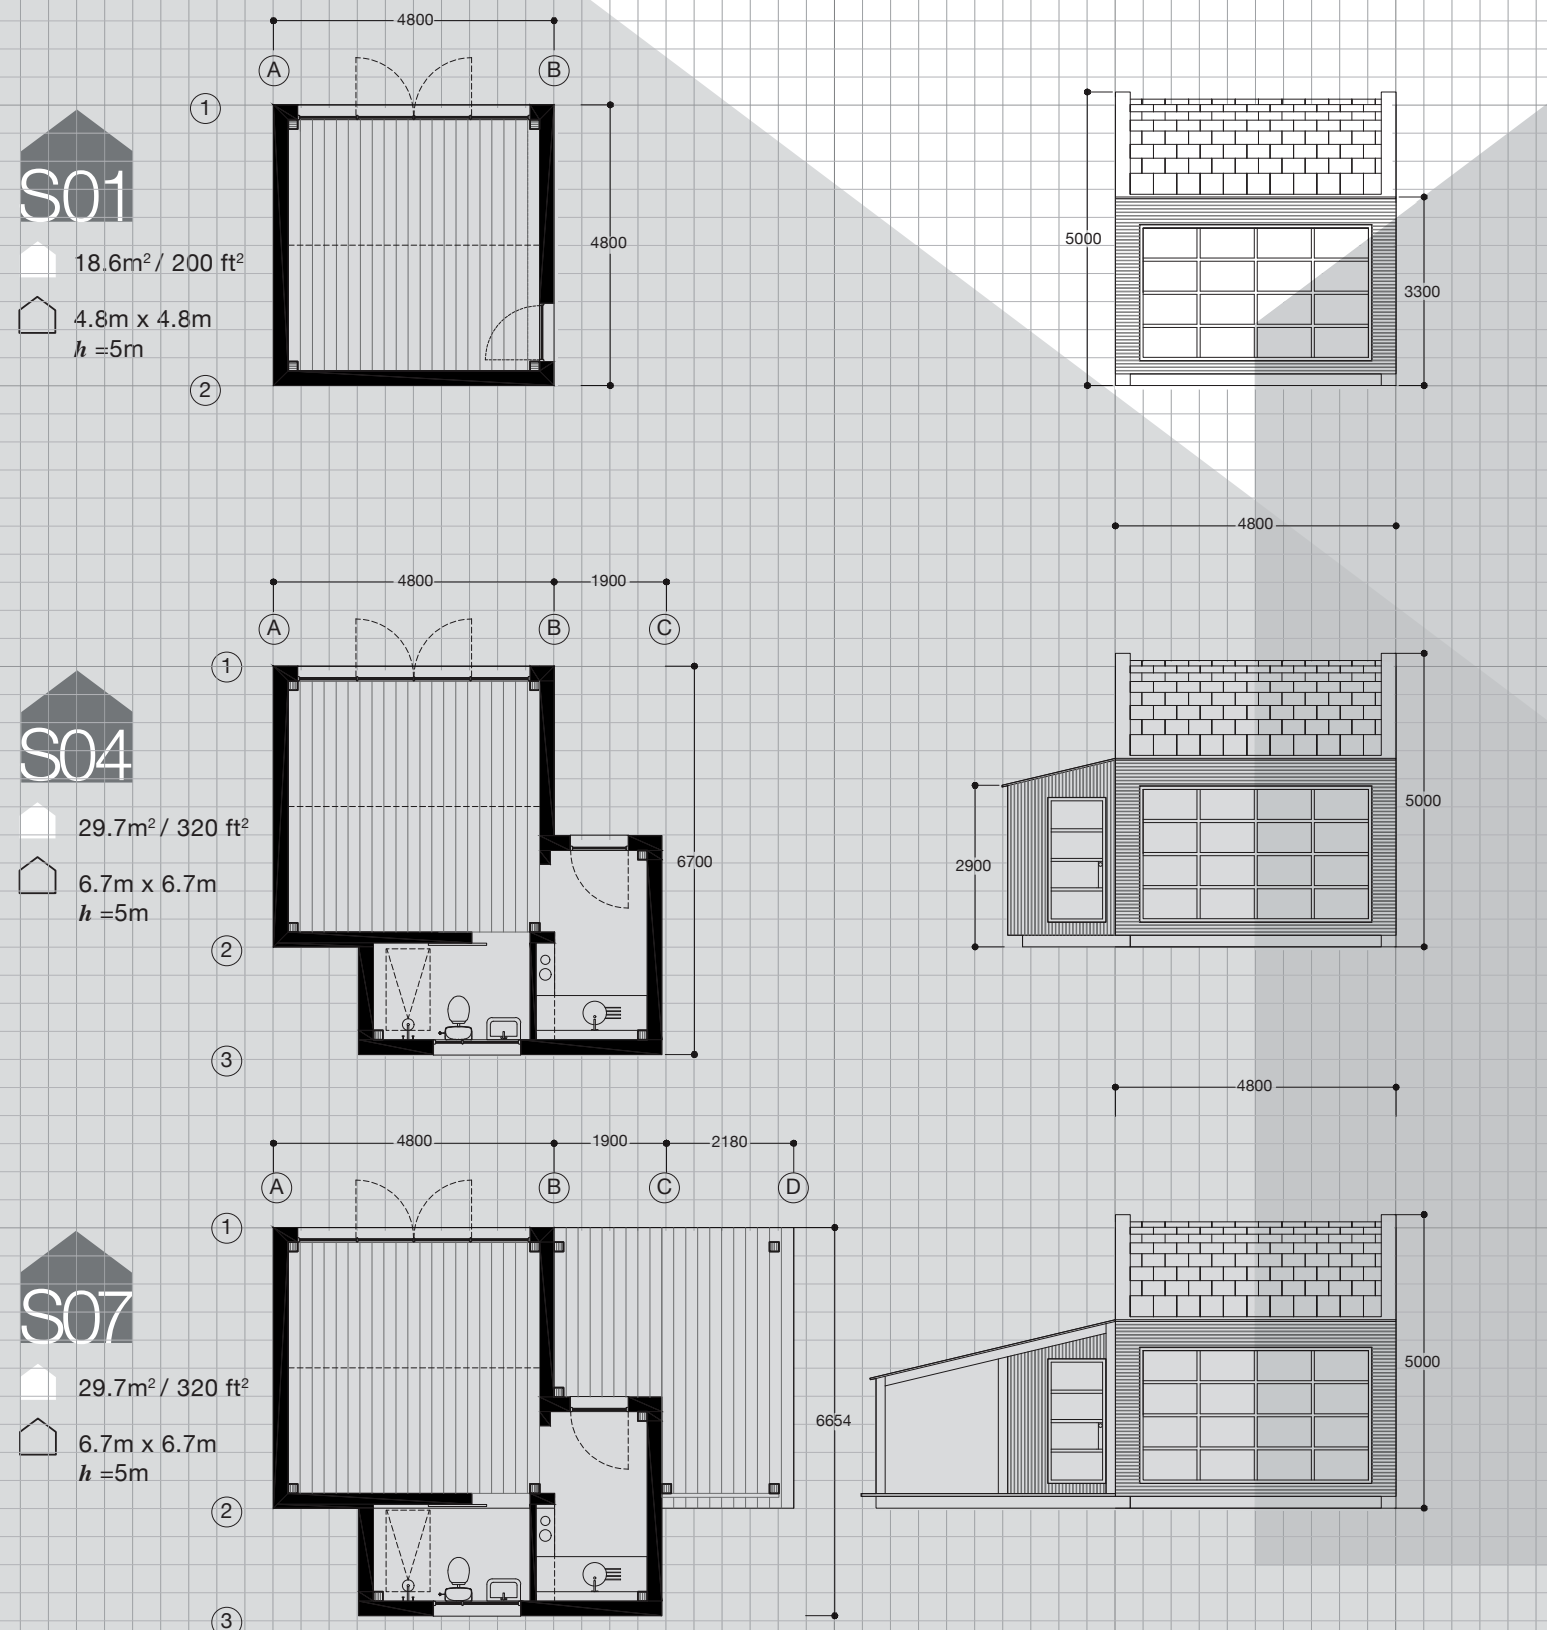 4800
A
B
1
S01
18.6m² / 200 ft²
4.8m x 4.8m
h =5m
2
4800
5000
3300
4800
4800
1900
A
B
C
1
S04
29.7m² / 320 ft²
6.7m x 6.7m
h =5m
2
3
6700
2900
5000
4800
4800
1900
2180
A
B
C
D
1
S07
29.7m² / 320 ft²
6.7m x 6.7m
h =5m
2
3
6654
5000